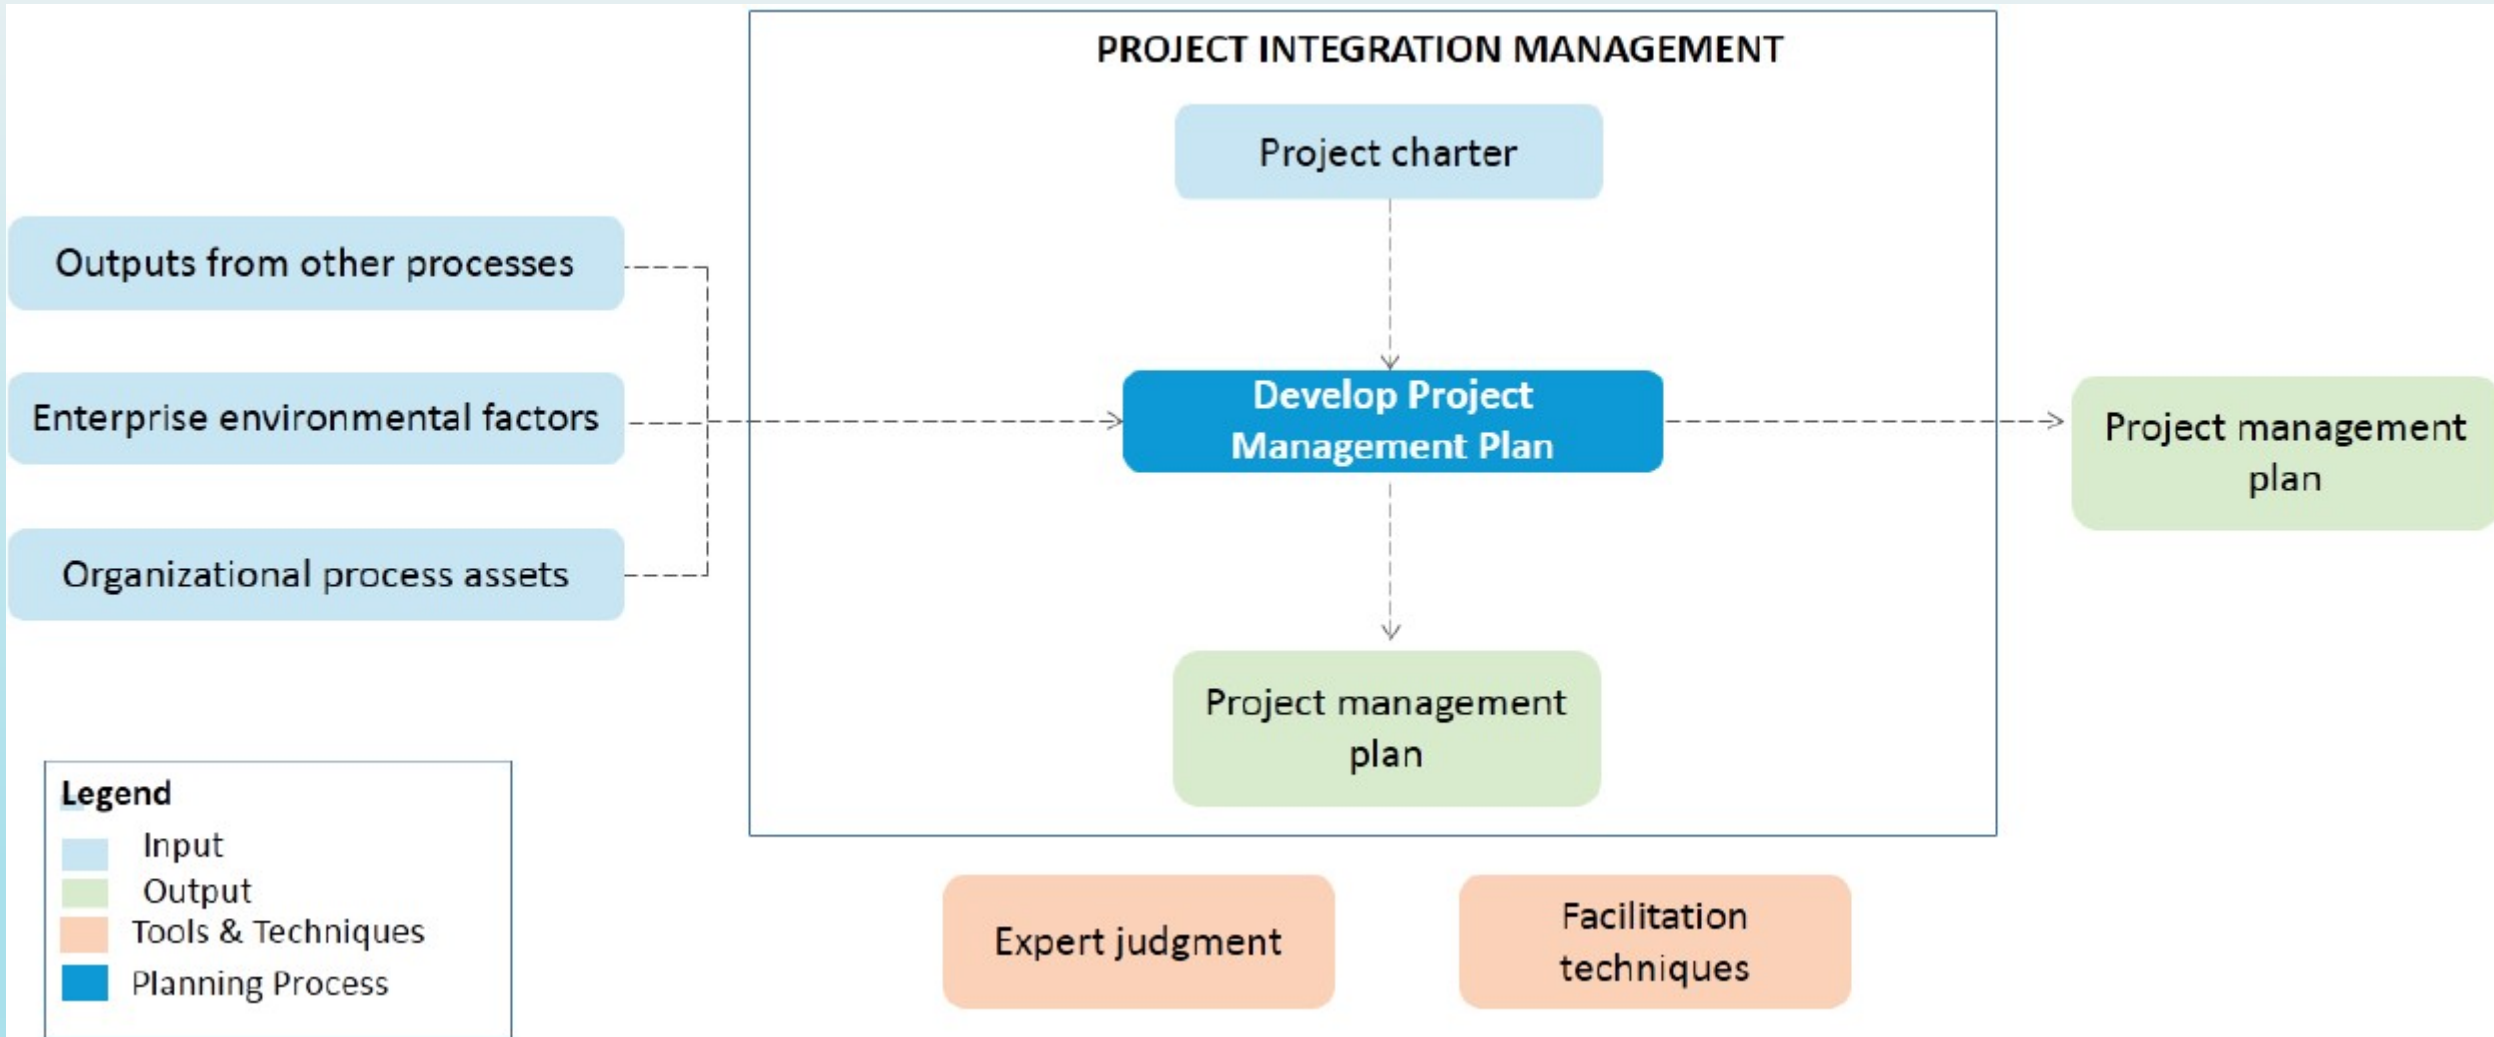 PROJECT INTEGRATION MANAGEMENT
Project charter
Outputs from other processes
Enterprise environmental factors
Organizational process assets
Develop Project
Management Plan
Project management
plan
Project management
plan
Legend
Input
Output
Tools & Techniques
Planning Process
Expert judgment
Facilitation
techniques